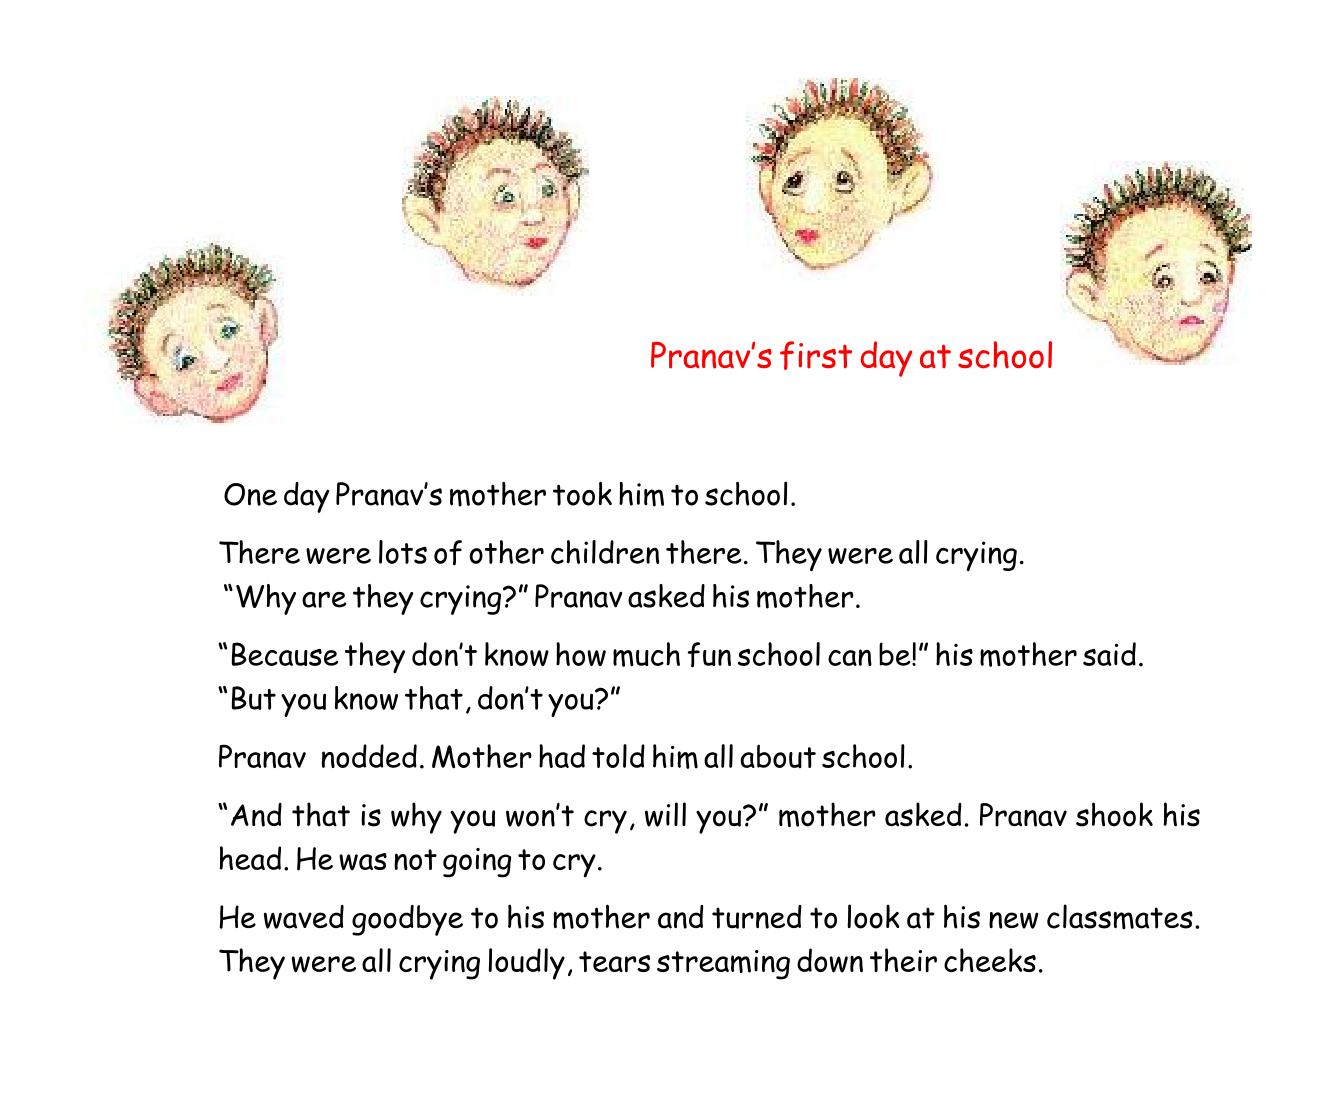 Pranav’s first day at school
One day Pranav’s mother took him to school.
There were lots of other children there. They were all crying.
“Why are they crying?” Pranav asked his mother.
“Because they don’t know how much fun school can be!” his mother said.
“But you know that, don’t you?”
Pranav nodded. Mother had told him all about school.
“And that is why you won’t cry, will you?” mother asked. Pranav shook his
head. He was not going to cry.
He waved goodbye to his mother and turned to look at his new classmates.
They were all crying loudly, tears streaming down their cheeks.